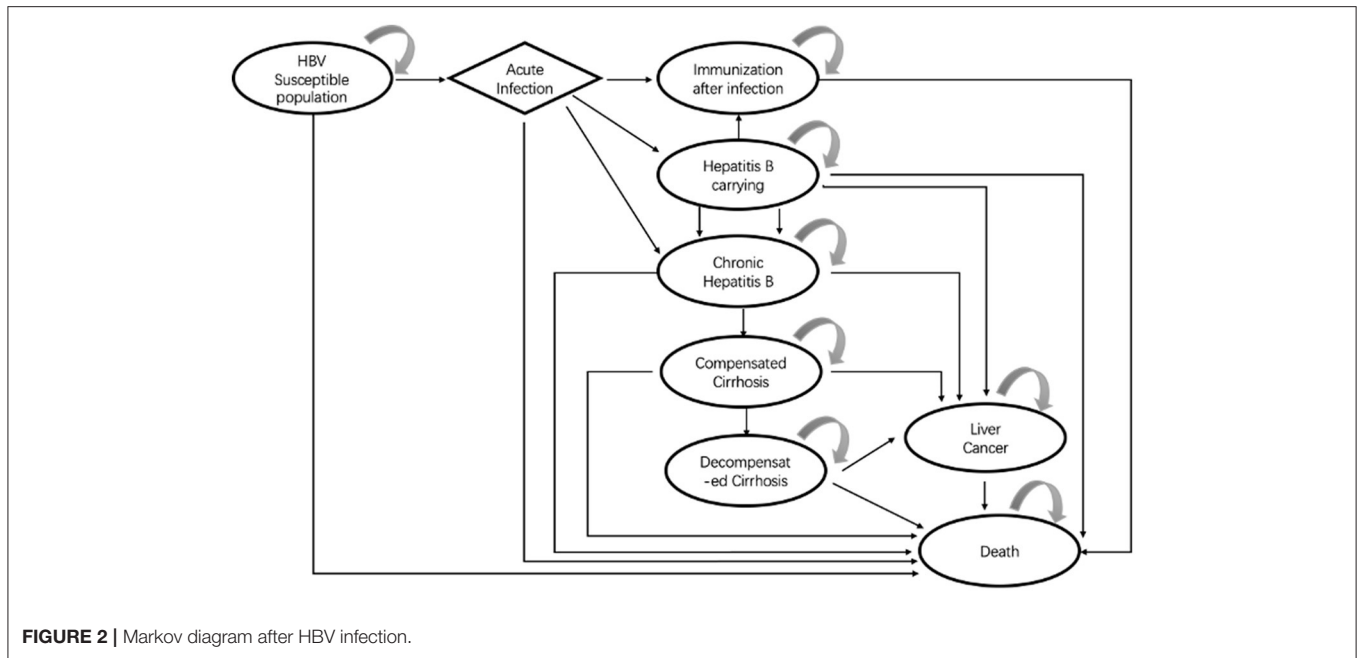 HBV
Susceptible
population
Acute
Infection
Immunization
after infection
Hepatitis B
carrying
Chronic
Hepatitis B
Compensated
Cirrhosis
Decompensat
-ed Cirrhosis
Liver
Cancer
Death
FIGURE 2 | Markov diagram after HBV infection.